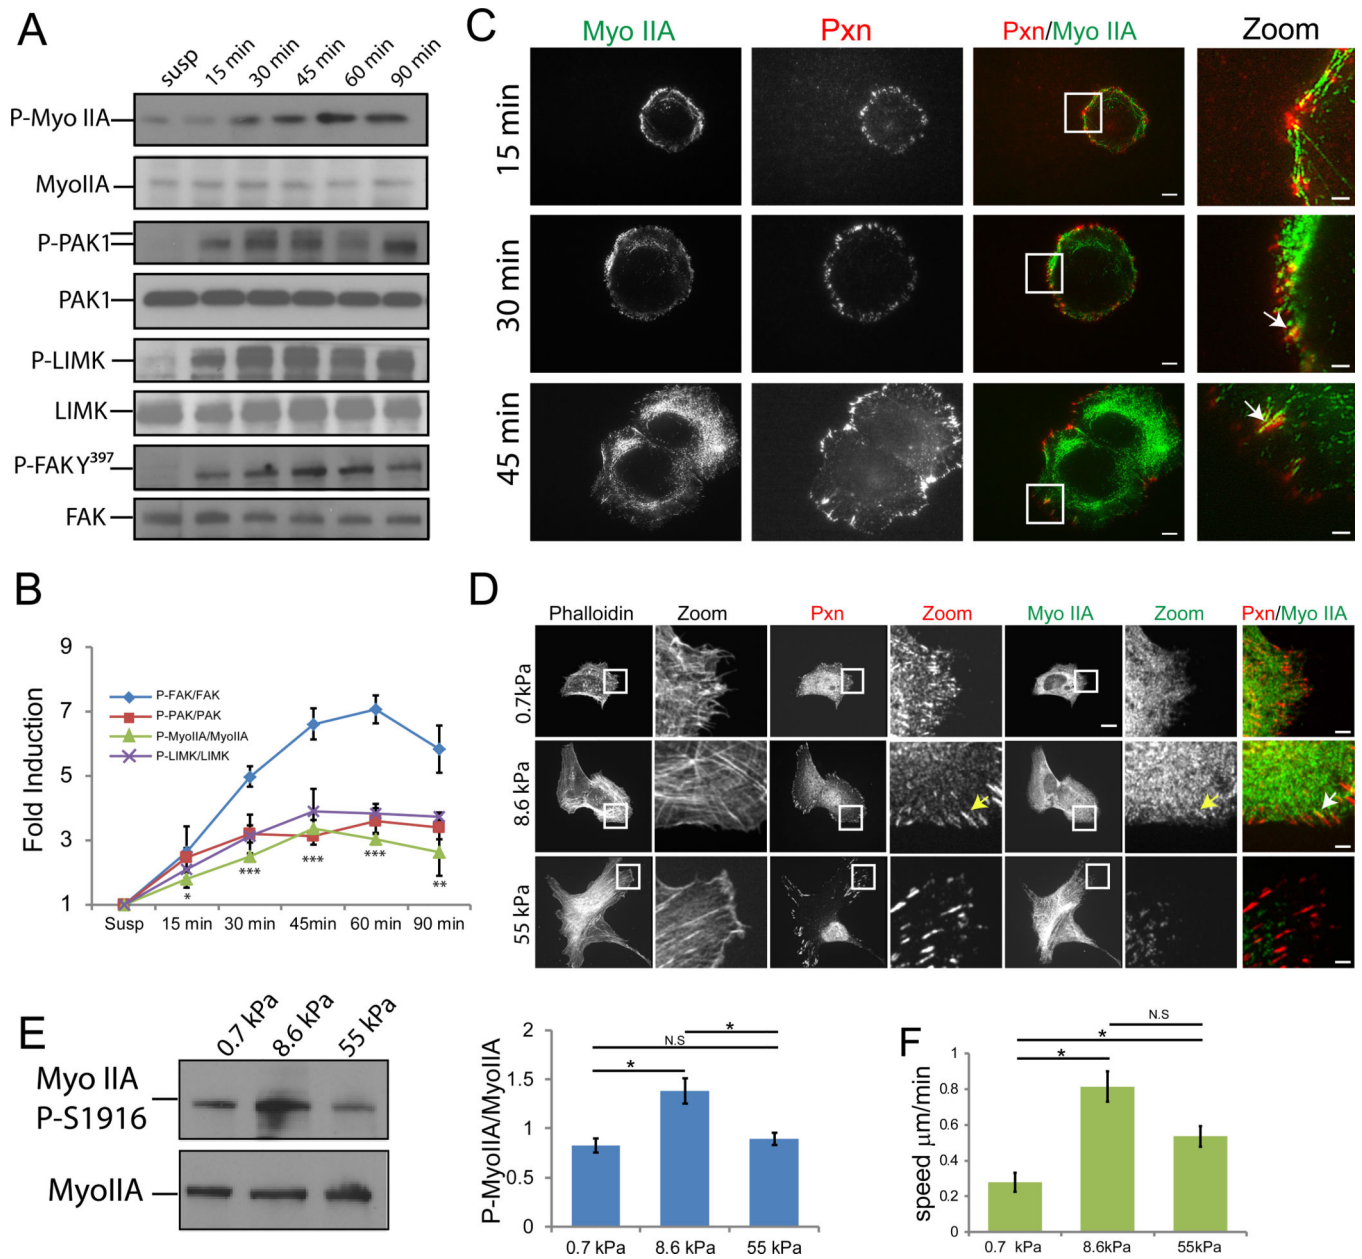 A
susp 15 min 30 min 45 min 60 min 90 min
P-Myo IIA
MyoIIA
P-PAK1
PAK1
P-LIMK
LIMK
P-FAK Y³⁹⁷
FAK
B
Fold Induction
9
7
5
3
1
P-FAK/FAK
P-PAK/PAK
P-MyoIIA/MyoIIA
P-LIMK/LIMK
*
***
***
***
**
Susp 15 min 30 min 45min 60 min 90 min
C
Myo IIA Pxn Pxn/Myo IIA Zoom
15 min
30 min
45 min
D
Phalloidin Zoom Pxn Zoom Myo IIA Zoom Pxn/Myo IIA
0.7kPa
8.6 kPa
55 kPa
E
0.7 kPa 8.6 kPa 55 kPa
Myo IIA
P-S1916
MyoIIA
P-MyoIIA/MyoIIA
2
1.5
1
0.5
0
*
N.S
*
0.7 kPa 8.6 kPa 55 kPa
F
speed μm/min
1
0.8
0.6
0.4
0.2
0
N.S
*
*
0.7 kPa 8.6kPa 55kPa